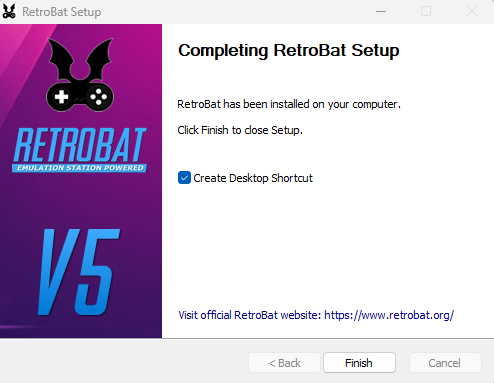 RetroBat Setup
Completing RetroBat Setup
RetroBat has been installed on your computer.
Click Finish to close Setup.
Create Desktop Shortcut
RETROBAT
EMULATION STATION POWERED
V5
Visit official RetroBat website: https://www.retrobat.org/
< Back
Finish
Cancel